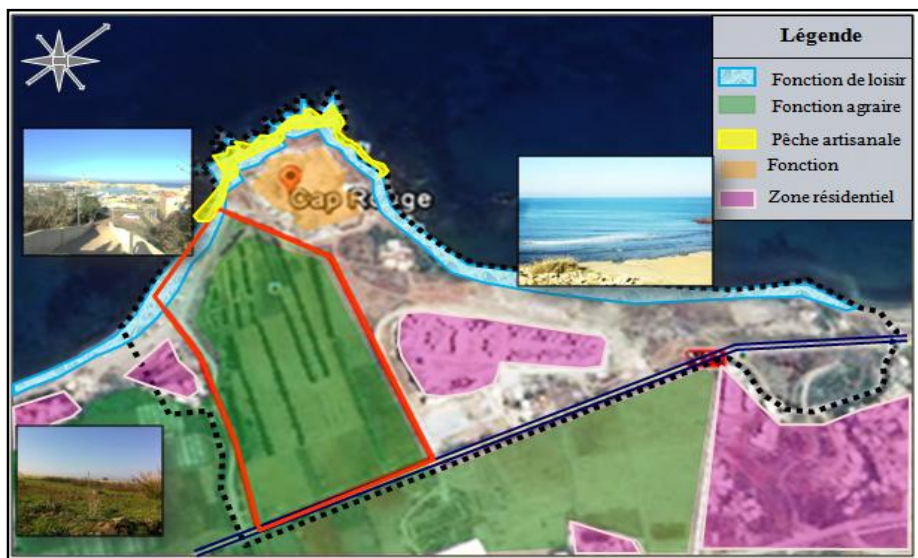 Légende
Fonction de loisir
Fonction agraire
Pêche artisanale
Fonction
Zone résidentiel
Cap Rouge